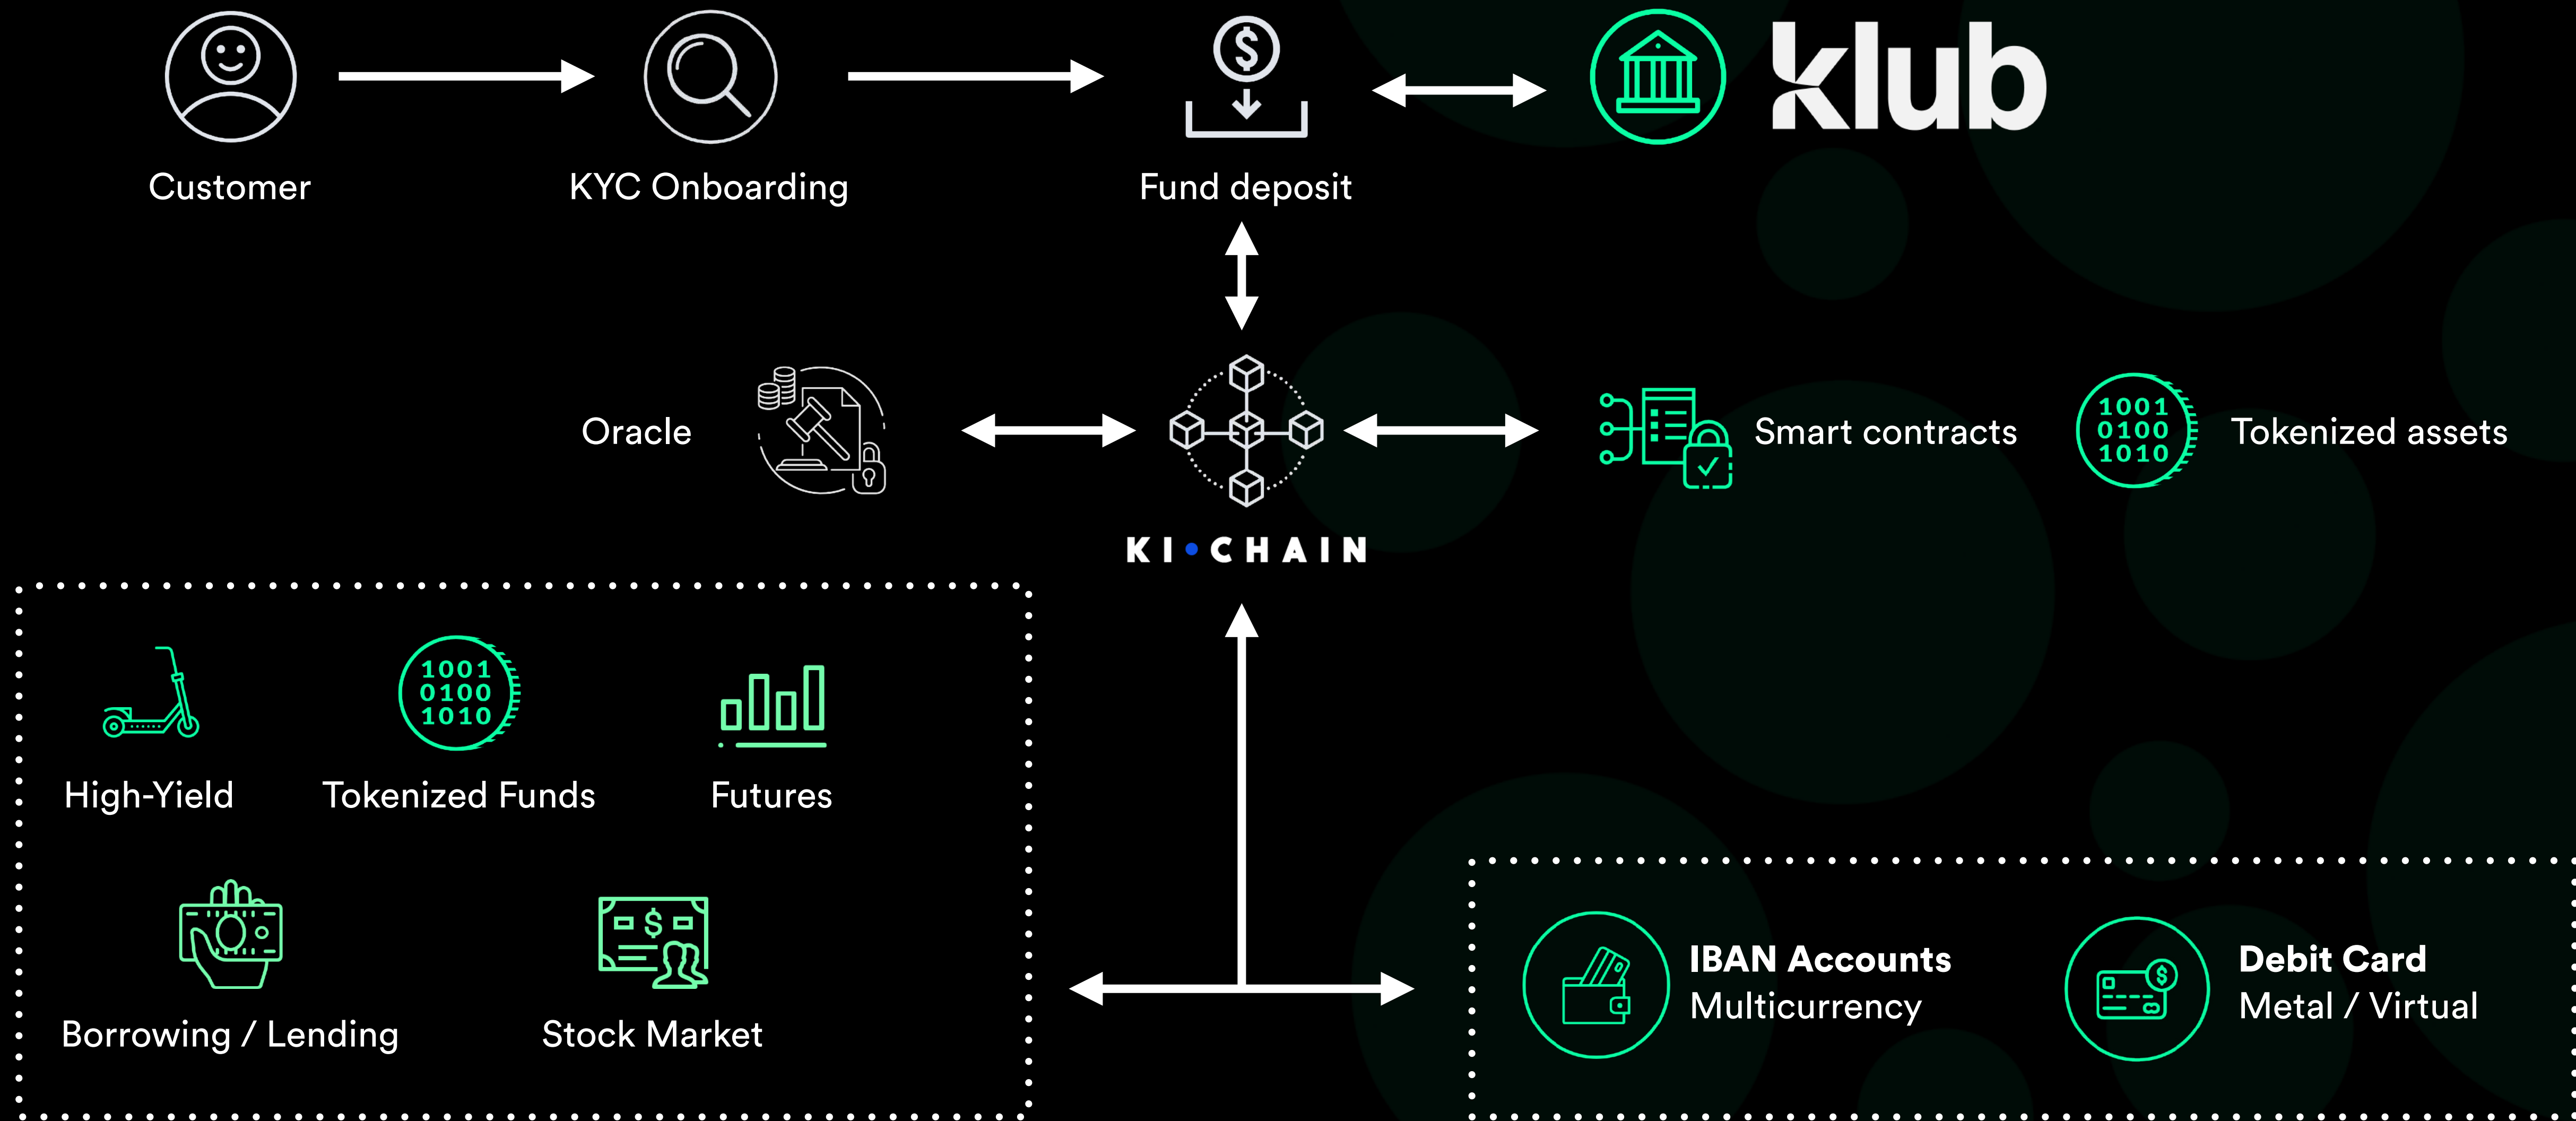 klub
Customer
KYC Onboarding
Fund deposit
Oracle
Smart contracts
1001
0100
1010
Tokenized assets
KI•CHAIN
1001
0100
1010
High-Yield
Tokenized Funds
Futures
$
Borrowing / Lending
Stock Market
IBAN Accounts
Multicurrency
$
Debit Card
Metal / Virtual